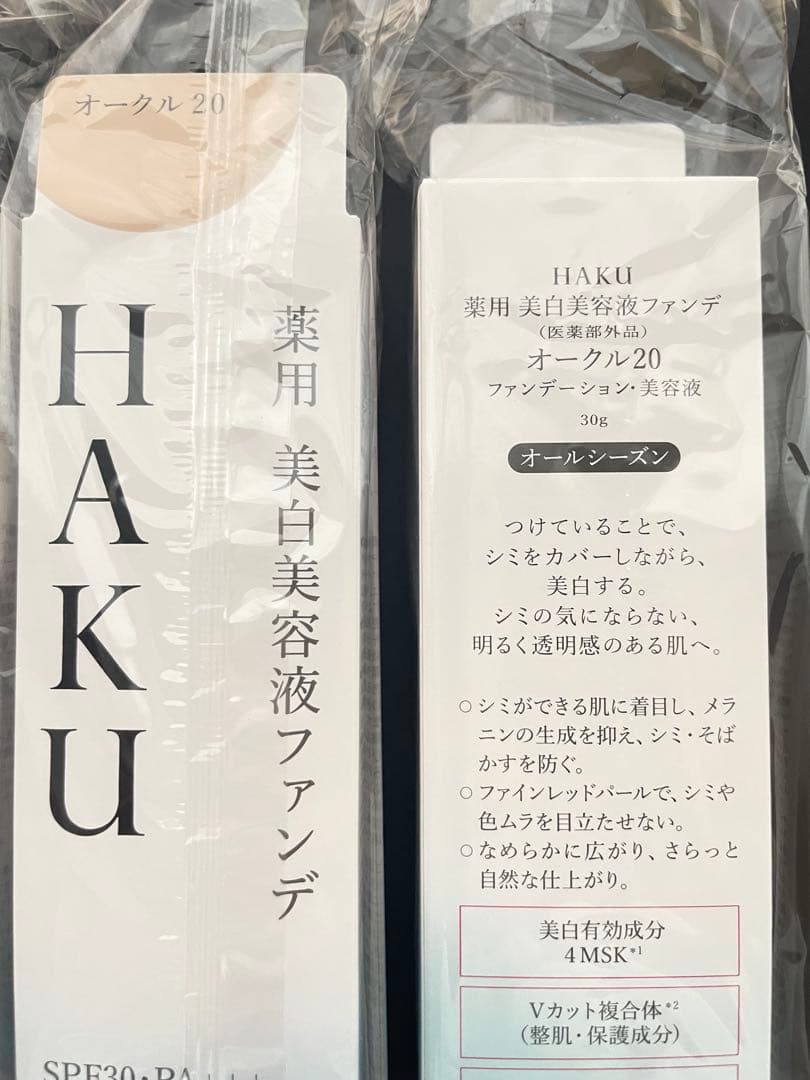 オークル 20
HAKU
薬用 美白美容液ファンデ
SPF30・PA+++
HAKU
薬用 美白美容液ファンデ
(医薬部外品)
オークル20
ファンデーション・美容液
30g
オールシーズン
つけていることで、
シミをカバーしながら、
美白する。
シミの気にならない、
明るく透明感のある肌へ。
○シミができる肌に着目し、メラ
ニンの生成を抑え、シミ・そば
かすを防ぐ。
○ファインレッドパールで、シミや
色ムラを目立たせない。
○なめらかに広がり、さらっと
自然な仕上がり。
美白有効成分
4MSK*1
Vカット複合体*2
(整肌・保護成分)